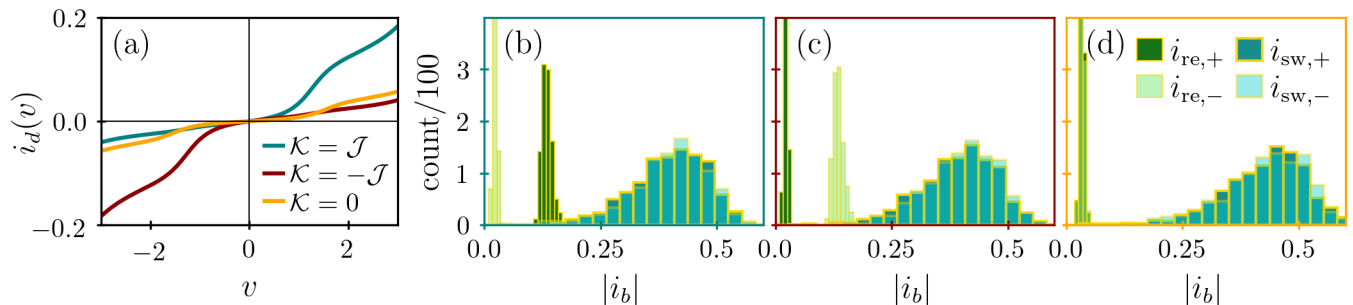 (a)
0.2
0.0
−0.2
i_d(v)
−2
0
2
v
𝒦 = 𝒥
𝒦 = −𝒥
𝒦 = 0
(b)
3
2
1
0
count/100
0.0
0.25
0.5
|i_b|
(c)
0.0
0.25
0.5
|i_b|
(d)
i_re,+
i_sw,+
i_re,−
i_sw,−
0.0
0.25
0.5
|i_b|